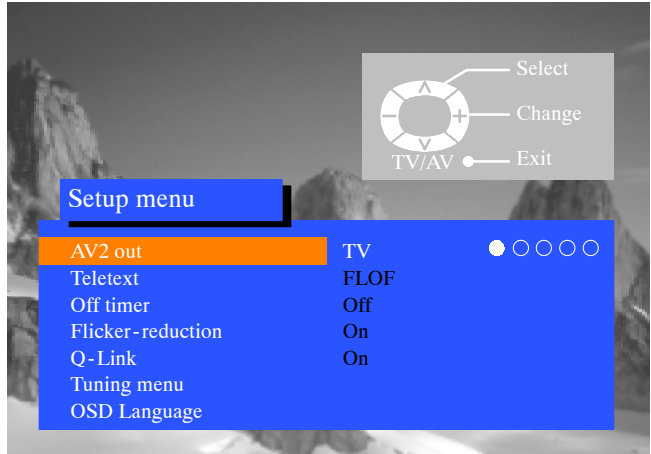 Select
Change
TV/AV Exit
Setup menu
AV2 out TV
Teletext FLOF
Off timer Off
Flicker-reduction On
Q-Link On
Tuning menu
OSD Language